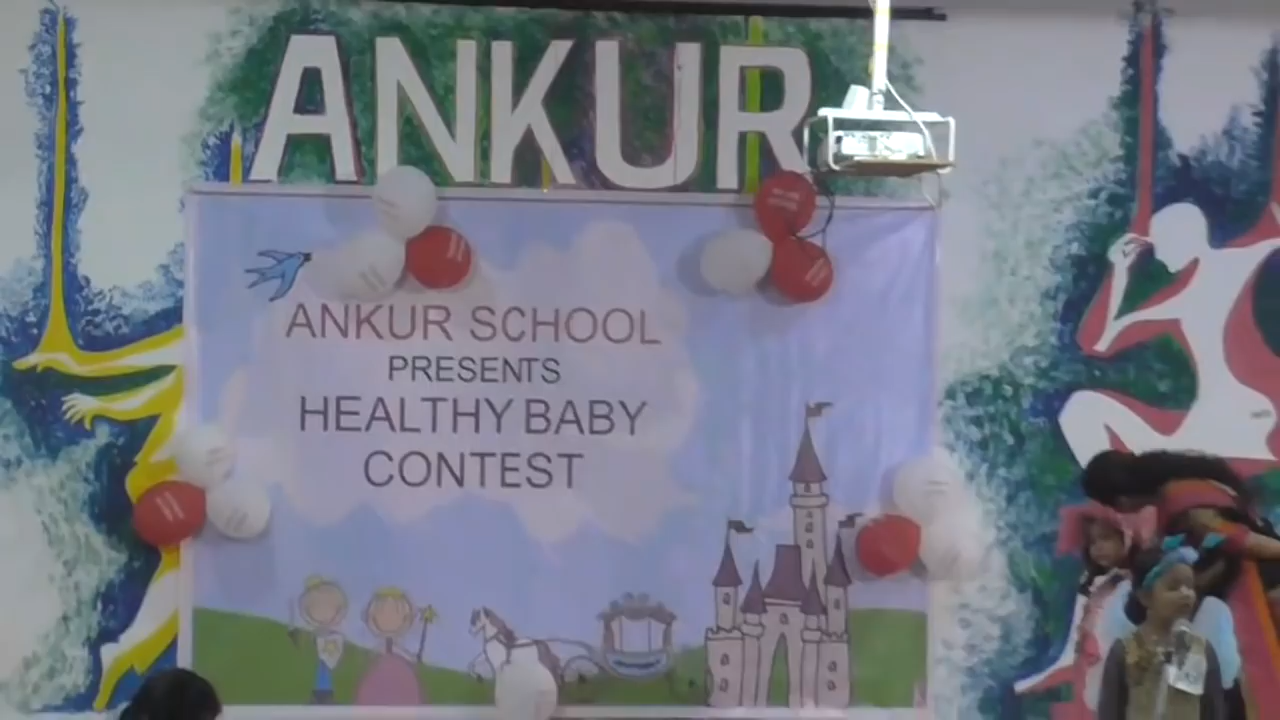 ANKUR
ANKUR SCHOOL
PRESENTS
HEALTHY BABY
CONTEST